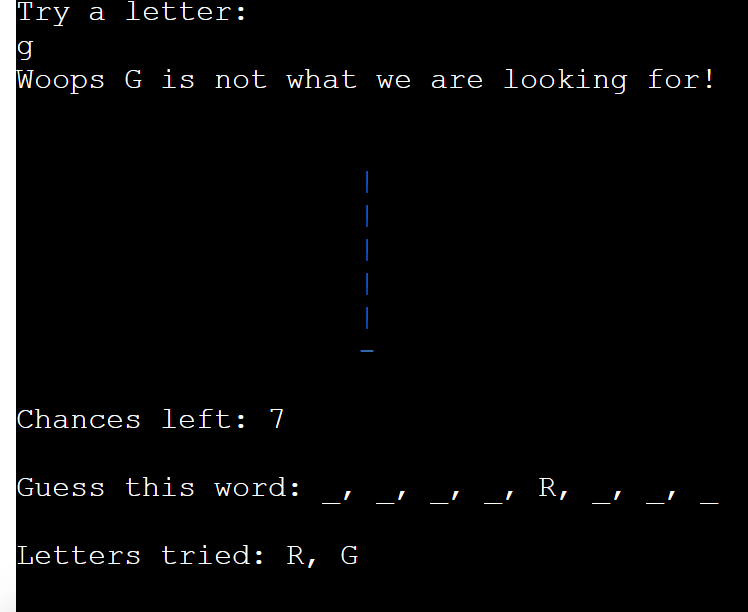 Try a letter:
g
Woops G is not what we are looking for!
|
|
|
|
|
_
Chances left: 7
Guess this word: _, _, _, _, R, _, _, _
Letters tried: R, G